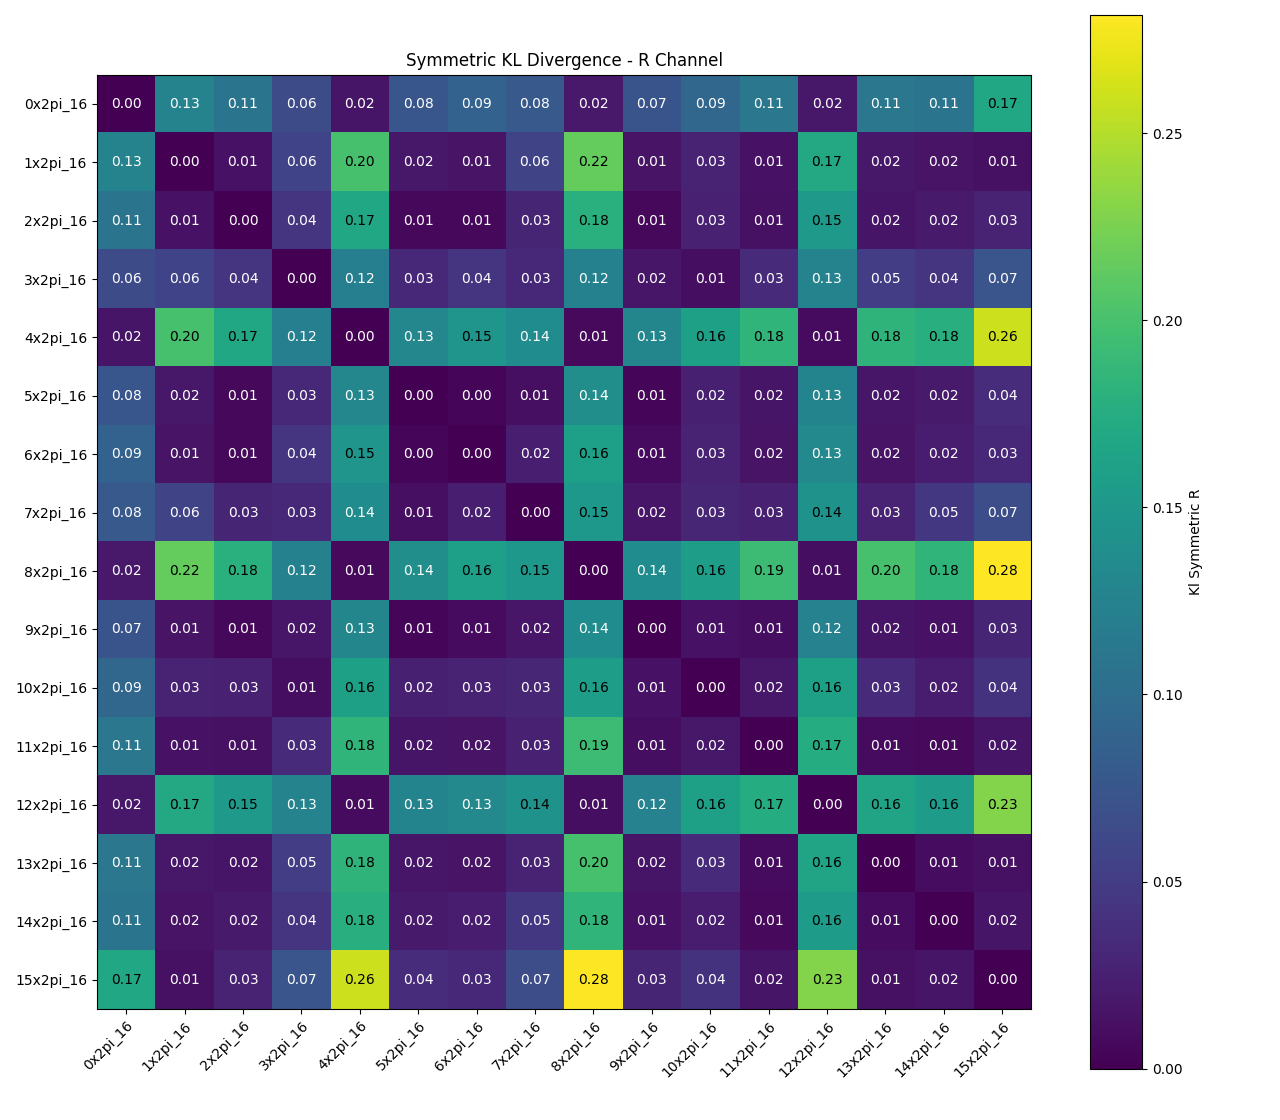 Symmetric KL Divergence - R Channel
0x2pi_16 0.00 0.13 0.11 0.06 0.02 0.08 0.09 0.08 0.02 0.07 0.09 0.11 0.02 0.11 0.11 0.17
1x2pi_16 0.13 0.00 0.01 0.06 0.20 0.02 0.01 0.06 0.22 0.01 0.03 0.01 0.17 0.02 0.02 0.01
2x2pi_16 0.11 0.01 0.00 0.04 0.17 0.01 0.01 0.03 0.18 0.01 0.03 0.01 0.15 0.02 0.02 0.03
3x2pi_16 0.06 0.06 0.04 0.00 0.12 0.03 0.04 0.03 0.12 0.02 0.01 0.03 0.13 0.05 0.04 0.07
4x2pi_16 0.02 0.20 0.17 0.12 0.00 0.13 0.15 0.14 0.01 0.13 0.16 0.18 0.01 0.18 0.18 0.26
5x2pi_16 0.08 0.02 0.01 0.03 0.13 0.00 0.00 0.01 0.14 0.01 0.02 0.02 0.13 0.02 0.02 0.04
6x2pi_16 0.09 0.01 0.01 0.04 0.15 0.00 0.00 0.02 0.16 0.01 0.03 0.02 0.13 0.02 0.02 0.03
7x2pi_16 0.08 0.06 0.03 0.03 0.14 0.01 0.02 0.00 0.15 0.02 0.03 0.03 0.14 0.03 0.05 0.07
8x2pi_16 0.02 0.22 0.18 0.12 0.01 0.14 0.16 0.15 0.00 0.14 0.16 0.19 0.01 0.20 0.18 0.28
9x2pi_16 0.07 0.01 0.01 0.02 0.13 0.01 0.01 0.02 0.14 0.00 0.01 0.01 0.12 0.02 0.01 0.03
10x2pi_16 0.09 0.03 0.03 0.01 0.16 0.02 0.03 0.03 0.16 0.01 0.00 0.02 0.16 0.03 0.02 0.04
11x2pi_16 0.11 0.01 0.01 0.03 0.18 0.02 0.02 0.03 0.19 0.01 0.02 0.00 0.17 0.01 0.01 0.02
12x2pi_16 0.02 0.17 0.15 0.13 0.01 0.13 0.13 0.14 0.01 0.12 0.16 0.17 0.00 0.16 0.16 0.23
13x2pi_16 0.11 0.02 0.02 0.05 0.18 0.02 0.02 0.03 0.20 0.02 0.03 0.01 0.16 0.00 0.01 0.01
14x2pi_16 0.11 0.02 0.02 0.04 0.18 0.02 0.02 0.05 0.18 0.01 0.02 0.01 0.16 0.01 0.00 0.02
15x2pi_16 0.17 0.01 0.03 0.07 0.26 0.04 0.03 0.07 0.28 0.03 0.04 0.02 0.23 0.01 0.02 0.00
0x2pi_16 1x2pi_16 2x2pi_16 3x2pi_16 4x2pi_16 5x2pi_16 6x2pi_16 7x2pi_16 8x2pi_16 9x2pi_16 10x2pi_16 11x2pi_16 12x2pi_16 13x2pi_16 14x2pi_16 15x2pi_16
0.25
0.20
0.15
0.10
0.05
0.00
Kl Symmetric R